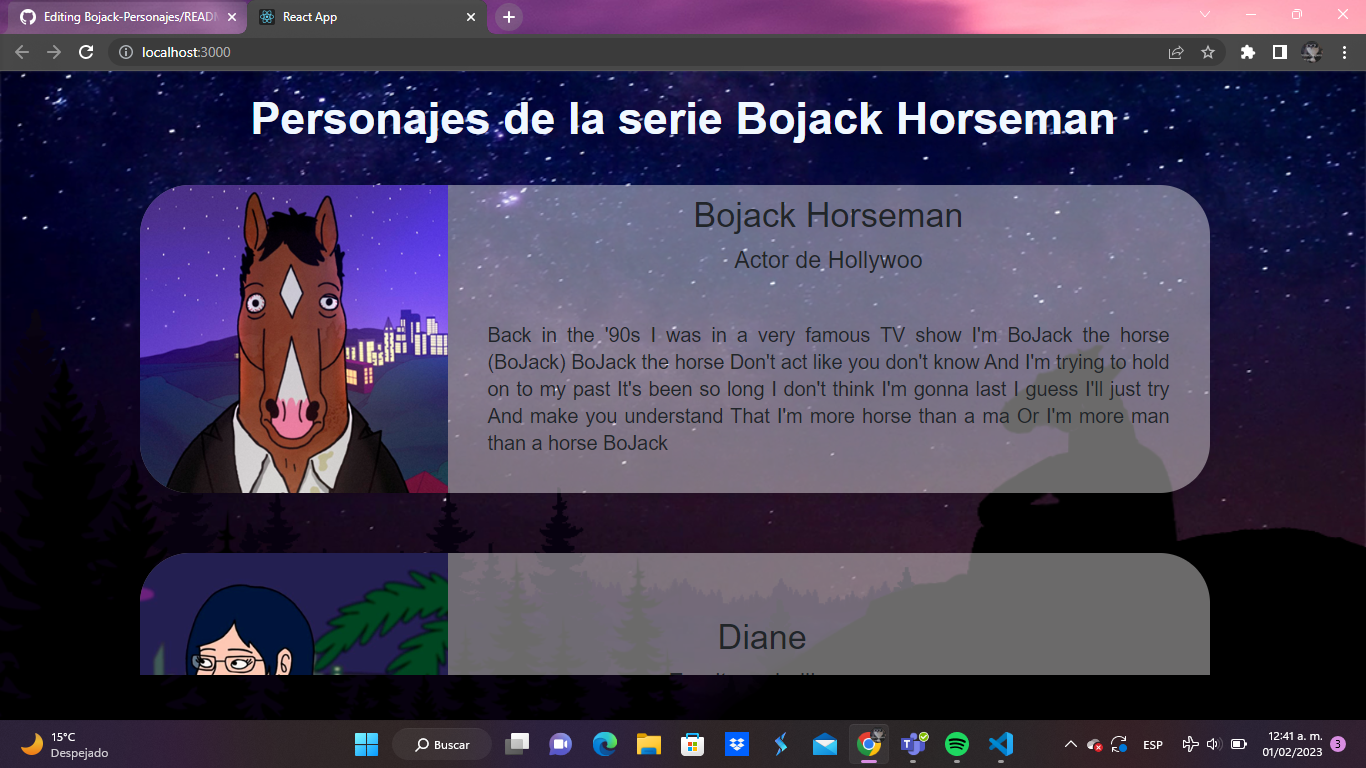 Editing Bojack-Personajes/READ
React App
localhost:3000
Personajes de la serie Bojack Horseman
Bojack Horseman
Actor de Hollywoo
Back in the '90s I was in a very famous TV show I'm BoJack the horse
(BoJack) BoJack the horse Don't act like you don't know And I'm trying to hold
on to my past It's been so long I don't think I'm gonna last I guess I'll just try
And make you understand That I'm more horse than a ma Or I'm more man
than a horse BoJack
Diane
15°C
Despejado
Buscar
ESP
12:41 a. m.
01/02/2023
3